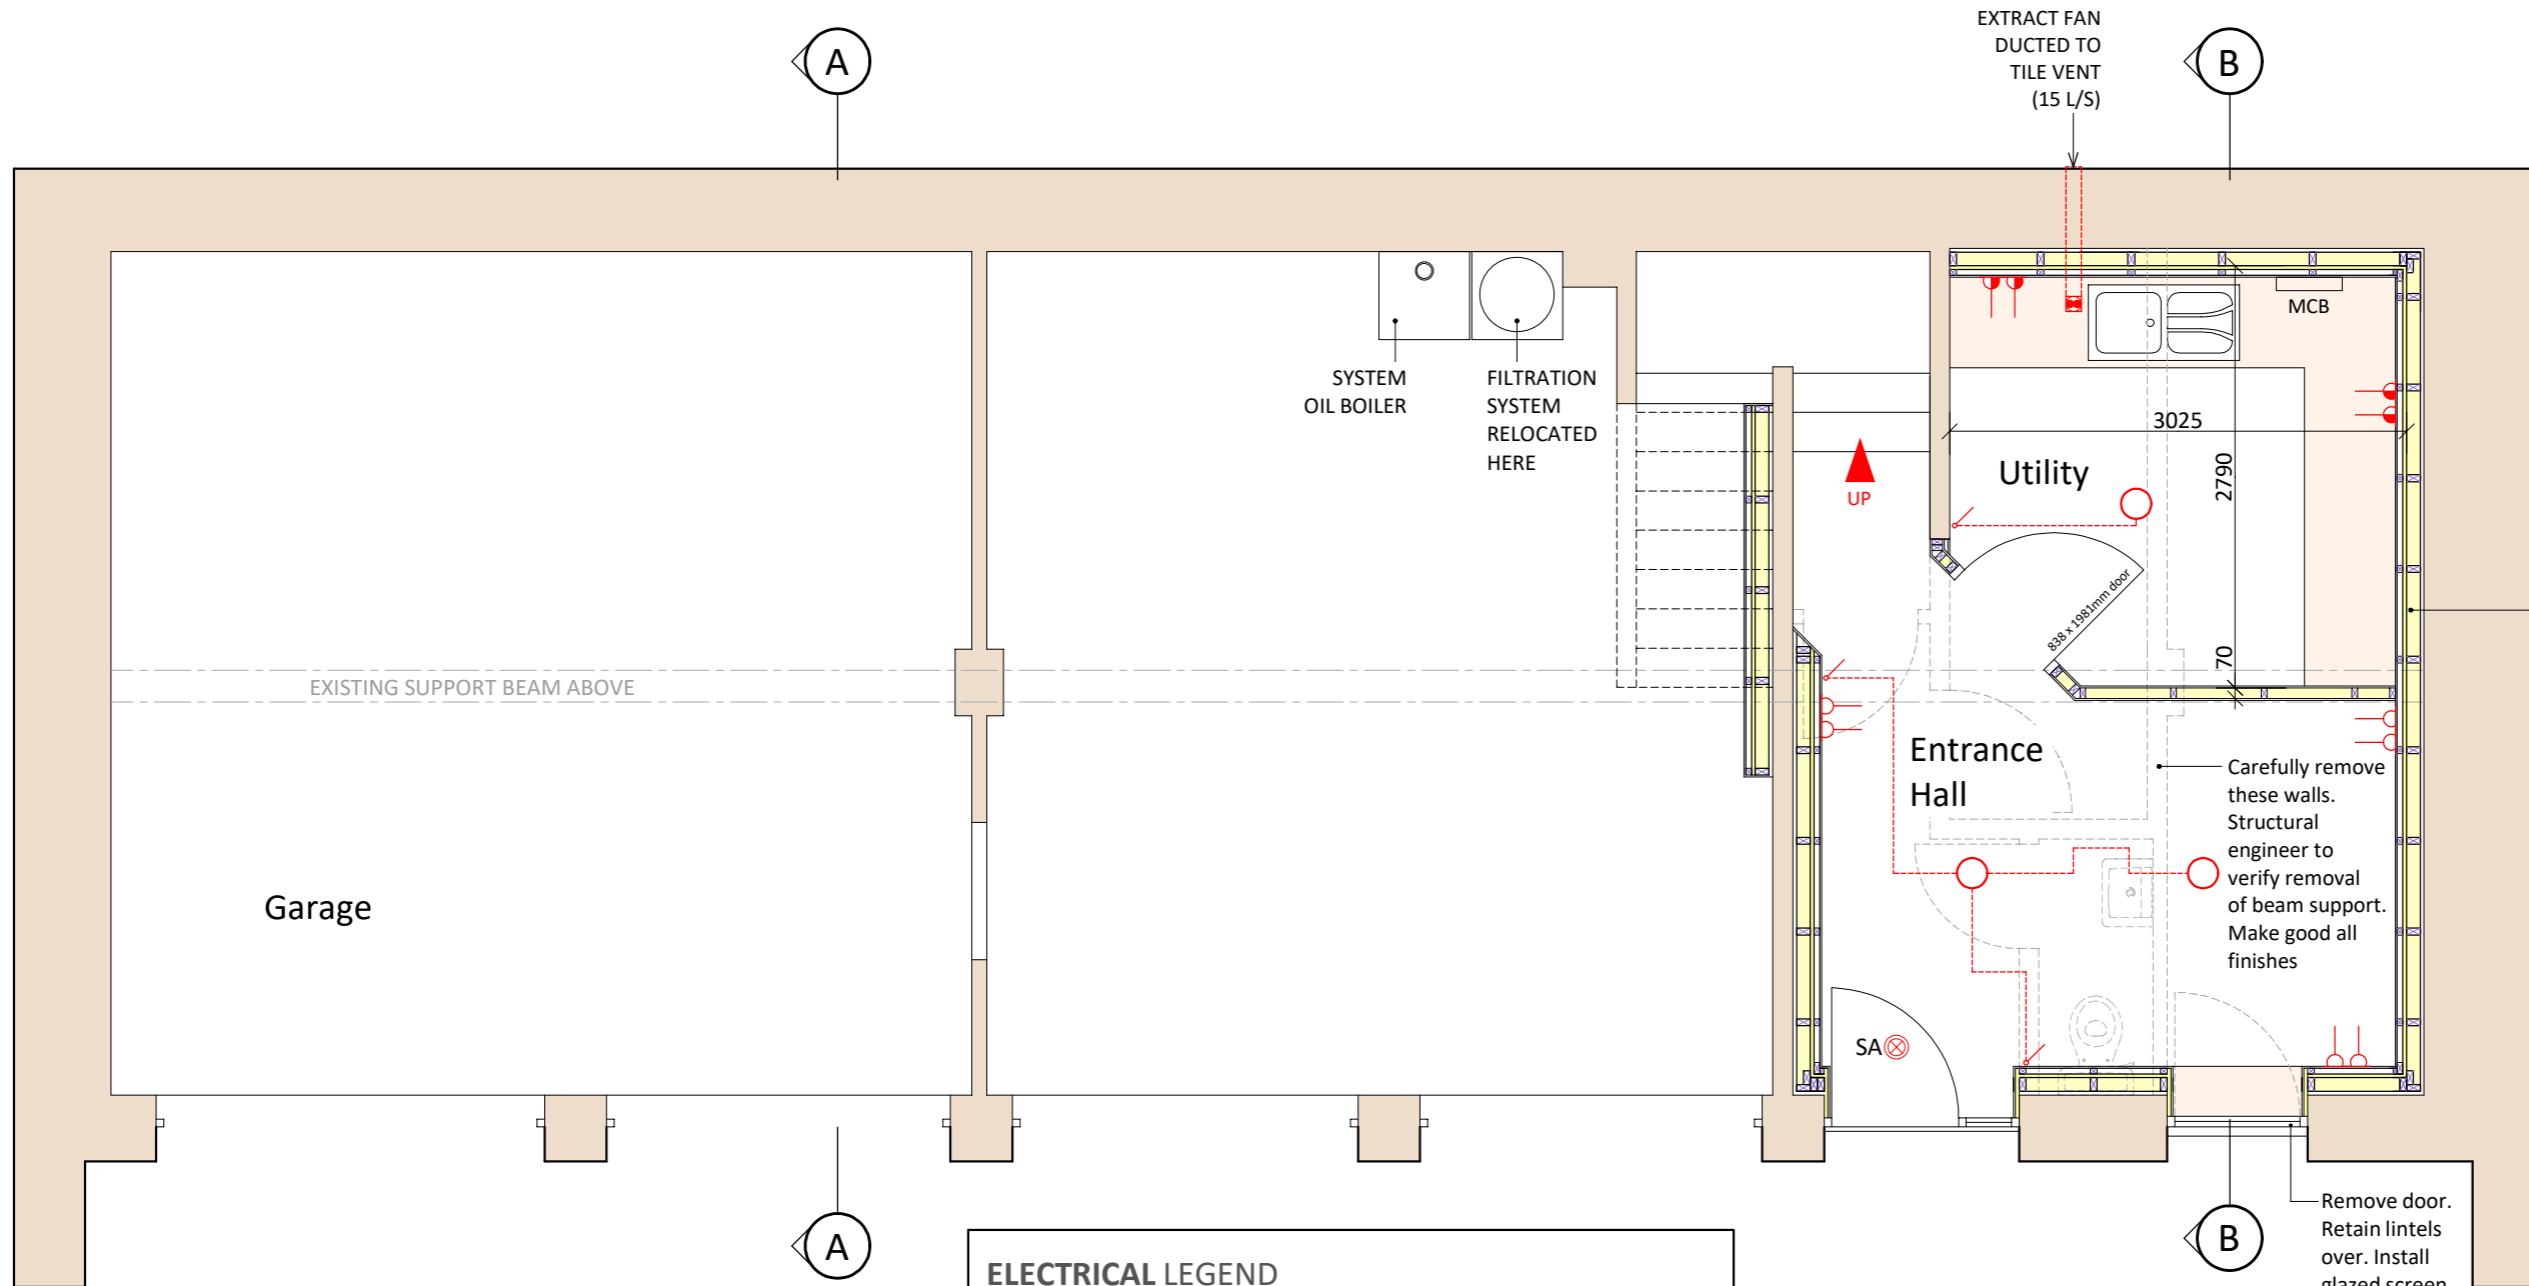 EXTRACT FAN
DUCTED TO
TILE VENT
(15 L/S)
A
B
SYSTEM
OIL BOILER
FILTRATION
SYSTEM
RELOCATED
HERE
MCB
3025
2790
Utility
UP
838 x 1981mm door
70
EXISTING SUPPORT BEAM ABOVE
Entrance
Hall
Carefully remove
these walls.
Structural
engineer to
verify removal
of beam support.
Make good all
finishes
Garage
SA
A
B
Remove door.
Retain lintels
over. Install
glazed screen
ELECTRICAL LEGEND